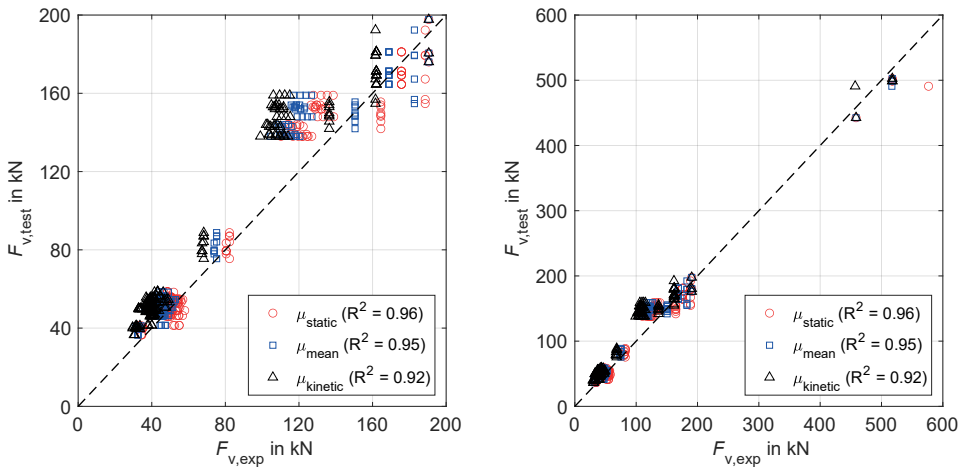 200
160
120
80
40
0
F_v,test in kN
μ_static (R² = 0.96)
μ_mean (R² = 0.95)
μ_kinetic (R² = 0.92)
0 40 80 120 160 200
F_v,exp in kN
600
500
400
300
200
100
0
F_v,test in kN
μ_static (R² = 0.96)
μ_mean (R² = 0.95)
μ_kinetic (R² = 0.92)
0 100 200 300 400 500 600
F_v,exp in kN